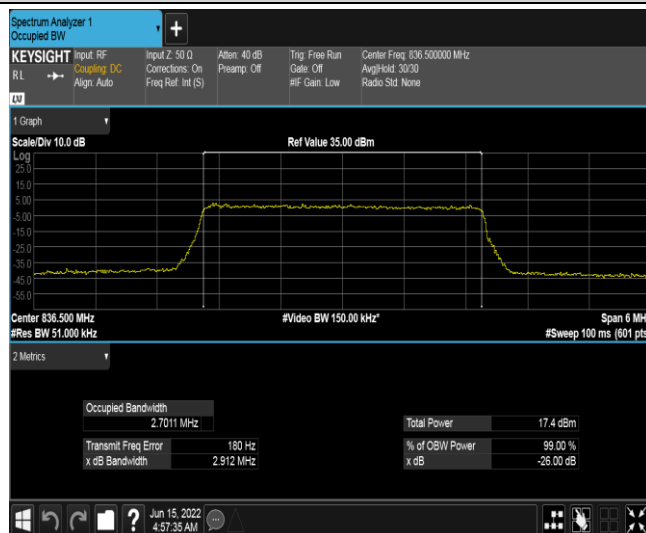 Spectrum Analyzer 1
Occupied BW
+
KEYSIGHT Input: RF Input Z: 50 Ω Atten: 40 dB Trig: Free Run Center Freq: 836.500000 MHz
RL Coupling: DC Corrections: On Preamp: Off Gate: Off Avg|Hold: 30/30
Align: Auto Freq Ref: Int (S) #IF Gain: Low Radio Std: None
LXI
1 Graph
Scale/Div 10.0 dB Ref Value 35.00 dBm
Log
25.0
15.0
5.00
-5.00
-15.0
-25.0
-35.0
-45.0
-55.0
Center 836.500 MHz #Video BW 150.00 kHz* Span 6 MH
#Res BW 51.000 kHz #Sweep 100 ms (601 pts
2 Metrics
Occupied Bandwidth
2.7011 MHz Total Power 17.4 dBm
Transmit Freq Error 180 Hz % of OBW Power 99.00 %
x dB Bandwidth 2.912 MHz x dB -26.00 dB
? Jun 15, 2022
4:57:35 AM